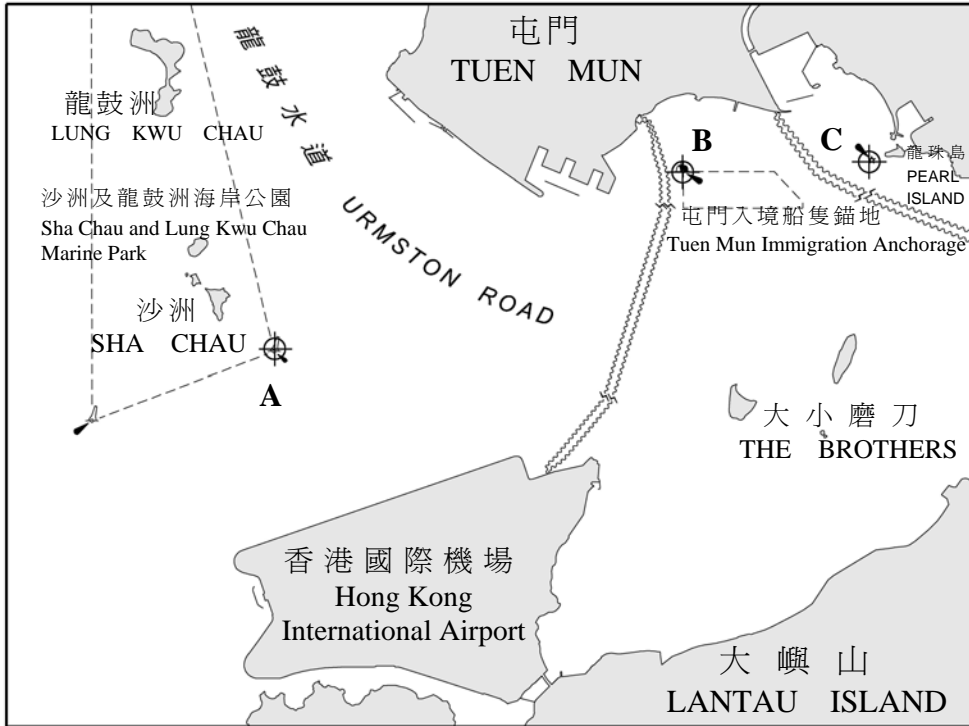 屯門
TUEN MUN
龍鼓洲
LUNG KWU CHAU
龍鼓水道
URMSTON ROAD
B
C
龍珠島
PEARL
ISLAND
沙洲及龍鼓洲海岸公園
Sha Chau and Lung Kwu Chau
Marine Park
屯門入境船隻錨地
Tuen Mun Immigration Anchorage
沙洲
SHA CHAU
A
大小磨刀
THE BROTHERS
香港國際機場
Hong Kong
International Airport
大嶼山
LANTAU ISLAND